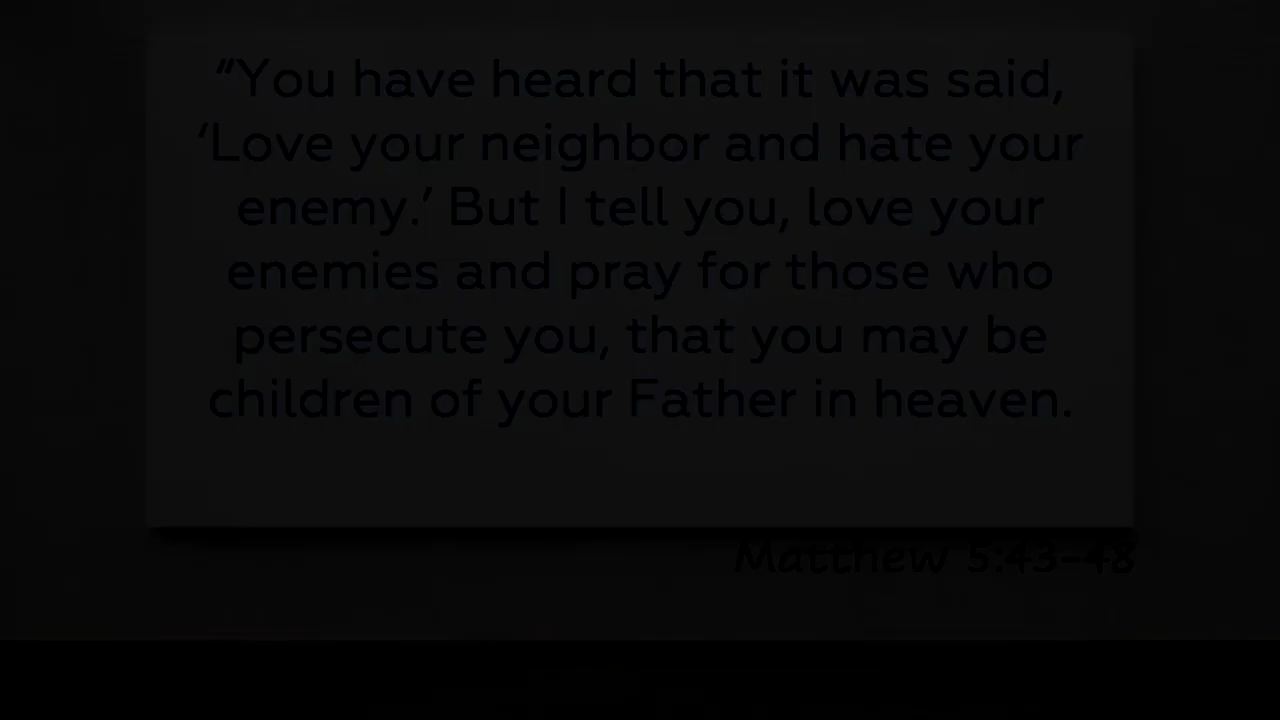 “You have heard that it was said,
‘Love your neighbor and hate your
enemy.’ But I tell you, love your
enemies and pray for those who
persecute you, that you may be
children of your Father in heaven.
Matthew 5:43-48